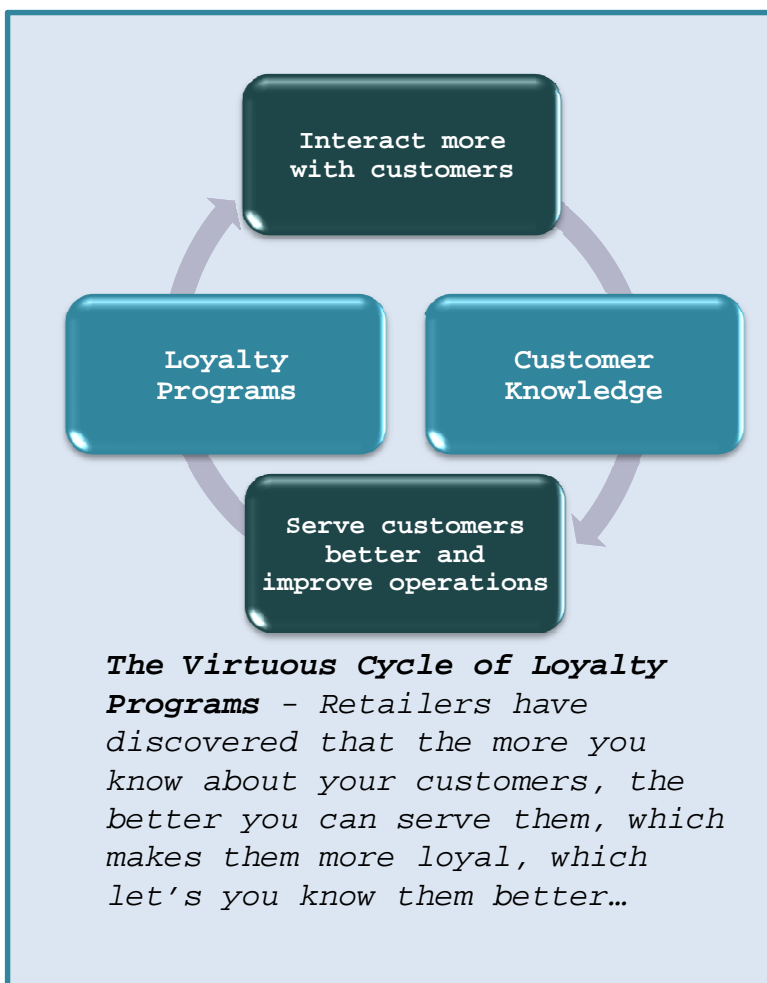 Interact more
with customers
Loyalty
Programs
Customer
Knowledge
Serve customers
better and
improve operations
The Virtuous Cycle of Loyalty
Programs - Retailers have
discovered that the more you
know about your customers, the
better you can serve them, which
makes them more loyal, which
let’s you know them better…